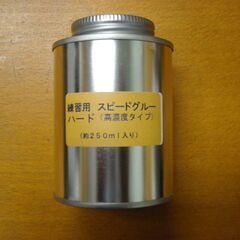 練習用 スピードグルー
ハード（高濃度タイプ）
（約２５０ｍｌ入り）